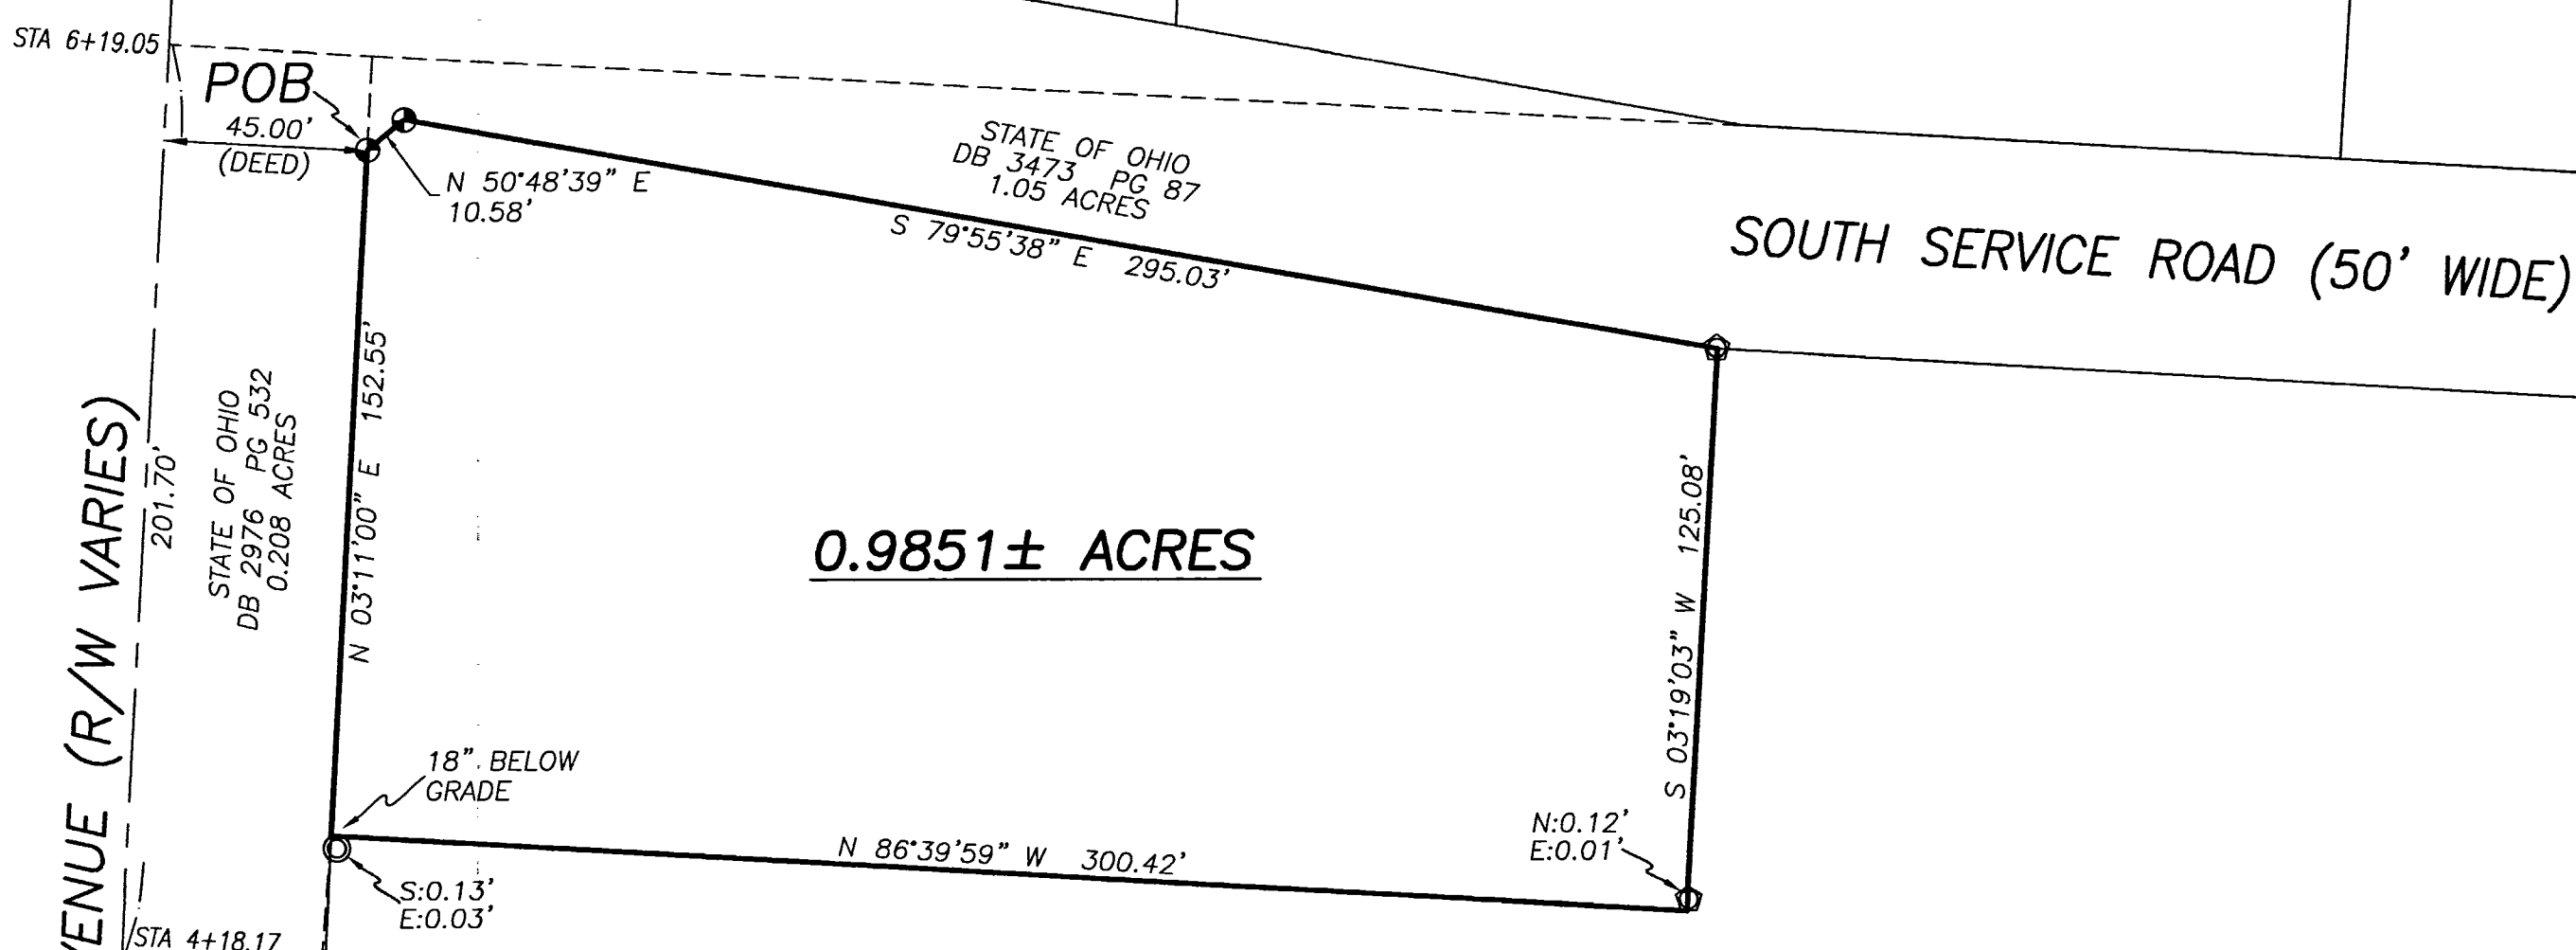 STA 6+19.05
POB
45.00'
(DEED)
N 50°48'39" E
10.58'
STATE OF OHIO
DB 3473 PG 87
1.05 ACRES
S 79°55'38" E 295.03'
SOUTH SERVICE ROAD (50' WIDE)
N 03°11'00" E 152.55'
STATE OF OHIO
DB 2976 PG 532
0.208 ACRES
201.70'
VENUE (R/W VARIES)
0.9851± ACRES
S 03°19'03" W 125.08'
18" BELOW
GRADE
N:0.12'
E:0.01'
N 86°39'59" W 300.42'
S:0.13'
E:0.03'
STA 4+18.17